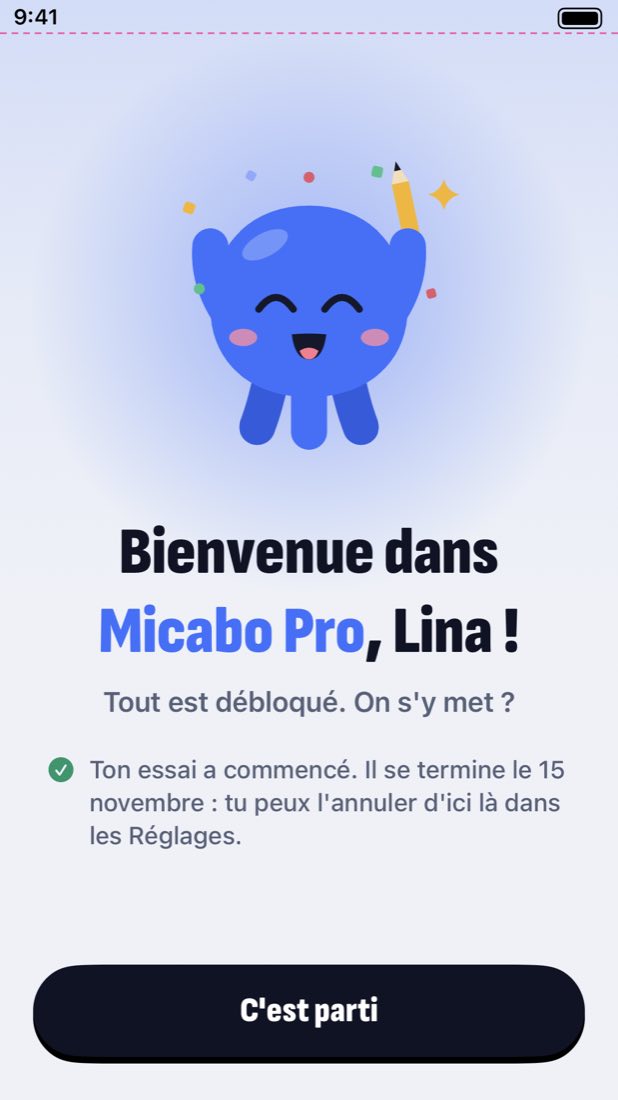 9:41
Bienvenue dans
Micabo Pro, Lina !
Tout est débloqué. On s'y met ?
Ton essai a commencé. Il se termine le 15
novembre : tu peux l'annuler d'ici là dans
les Réglages.
C'est parti